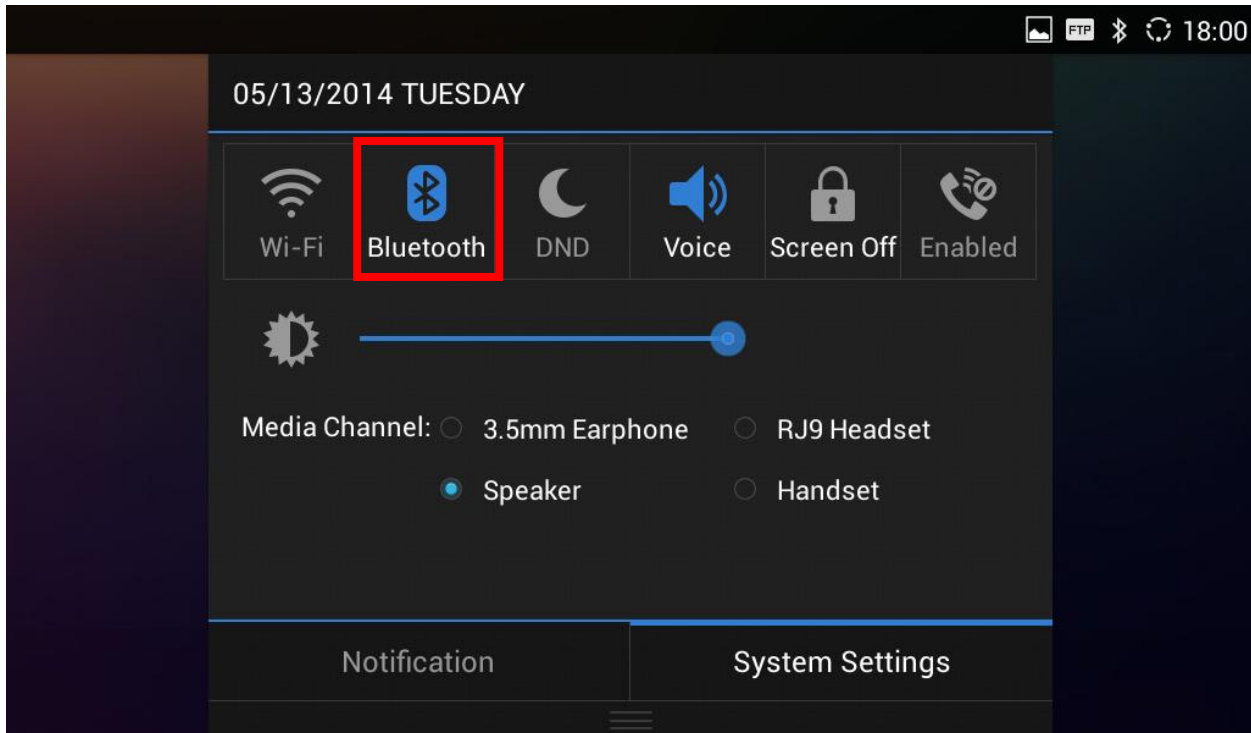 FTP 18:00
05/13/2014 TUESDAY
Wi-Fi Bluetooth DND Voice Screen Off Enabled
Media Channel: 3.5mm Earphone RJ9 Headset
Speaker Handset
Notification System Settings